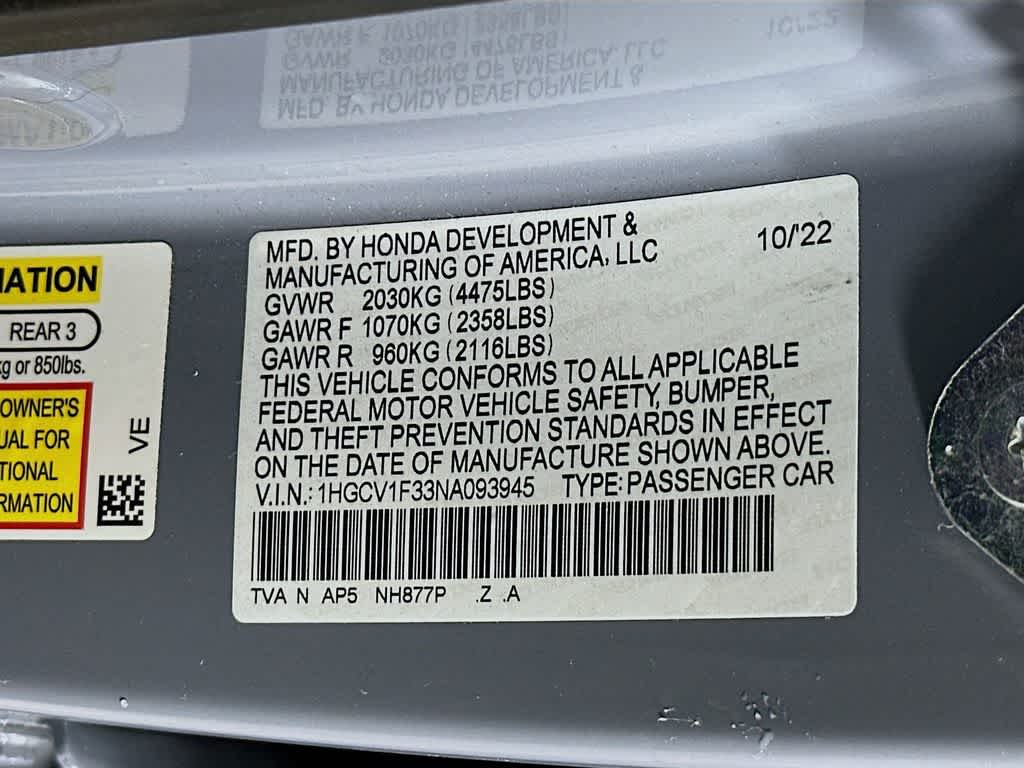 MFD. BY HONDA DEVELOPMENT &
MANUFACTURING OF AMERICA, LLC
10/'22
GVWR 2030KG (4475LBS)
GAWR F 1070KG (2358LBS)
GAWR R 960KG (2116LBS)
THIS VEHICLE CONFORMS TO ALL APPLICABLE
FEDERAL MOTOR VEHICLE SAFETY, BUMPER,
AND THEFT PREVENTION STANDARDS IN EFFECT
ON THE DATE OF MANUFACTURE SHOWN ABOVE.
V.I.N.: 1HGCV1F33NA093945 TYPE: PASSENGER CAR
TVA N AP5 NH877P .Z .A
MATION
REAR 3
kg or 850lbs.
OWNER'S
UAL FOR
TIONAL
RMATION
VE